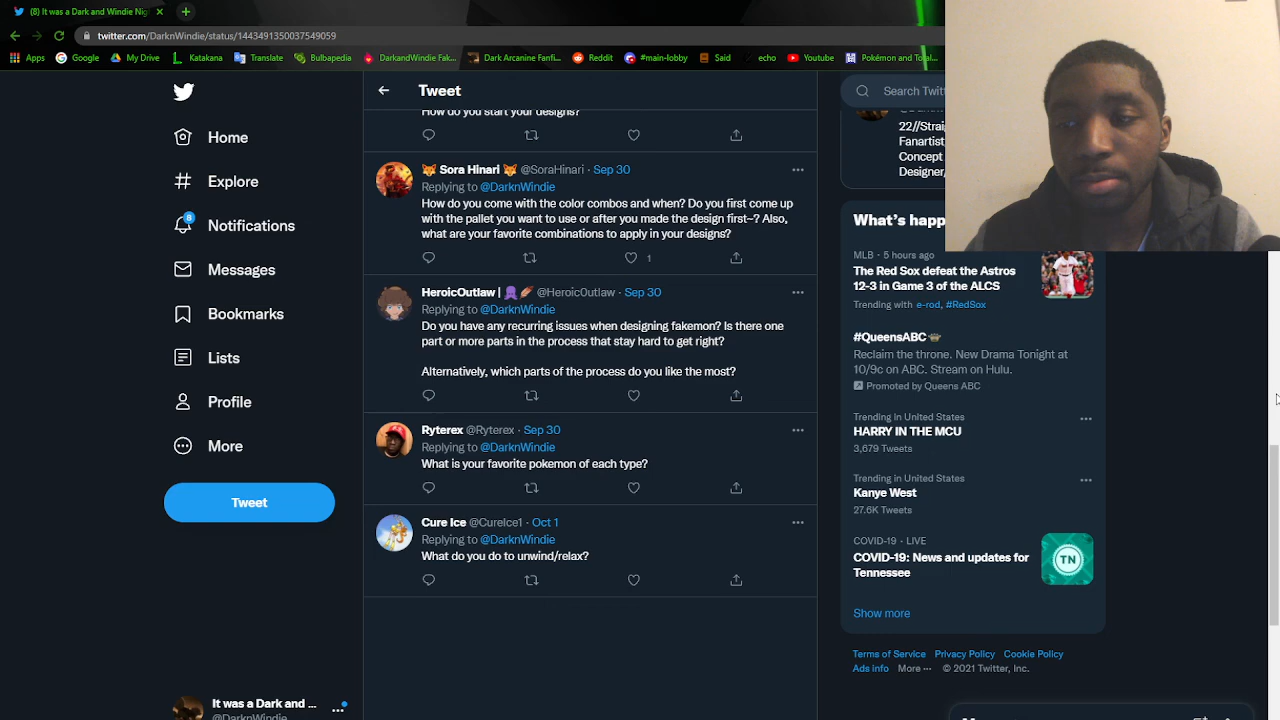 (8) It was a Dark and Windie Nig
twitter.com/DarknWindie/status/1443491350037549059
Apps
Google
My Drive
Katakana
Translate
Bulbapedia
DarkandWindie Fak...
Dark Arcanine Fanfi...
Reddit
#main-lobby
Said
echo
Youtube
Pokémon and Total...
Home
Explore
8
Notifications
Messages
Bookmarks
Lists
Profile
More
Tweet
It was a Dark and ...
@DarknWindie
Tweet
How do you start your designs?
Sora Hinari @SoraHinari · Sep 30
Replying to @DarknWindie
How do you come with the color combos and when? Do you first come up
with the pallet you want to use or after you made the design first-? Also,
what are your favorite combinations to apply in your designs?
1
HeroicOutlaw | @HeroicOutlaw · Sep 30
Replying to @DarknWindie
Do you have any recurring issues when designing fakemon? Is there one
part or more parts in the process that stay hard to get right?
Alternatively, which parts of the process do you like the most?
Ryterex @Ryterex · Sep 30
Replying to @DarknWindie
What is your favorite pokemon of each type?
Cure Ice @CureIce1 · Oct 1
Replying to @DarknWindie
What do you do to unwind/relax?
Search Twit
22//Straig
Fanartist,
Concept
Designer/
What's happ
MLB · 5 hours ago
The Red Sox defeat the Astros
12-3 in Game 3 of the ALCS
Trending with e-rod, #RedSox
#QueensABC
Reclaim the throne. New Drama Tonight at
10/9c on ABC. Stream on Hulu.
Promoted by Queens ABC
Trending in United States
HARRY IN THE MCU
3,679 Tweets
Trending in United States
Kanye West
27.6K Tweets
COVID-19 · LIVE
COVID-19: News and updates for
Tennessee
TN
Show more
Terms of Service Privacy Policy Cookie Policy
Ads info More ··· © 2021 Twitter, Inc.